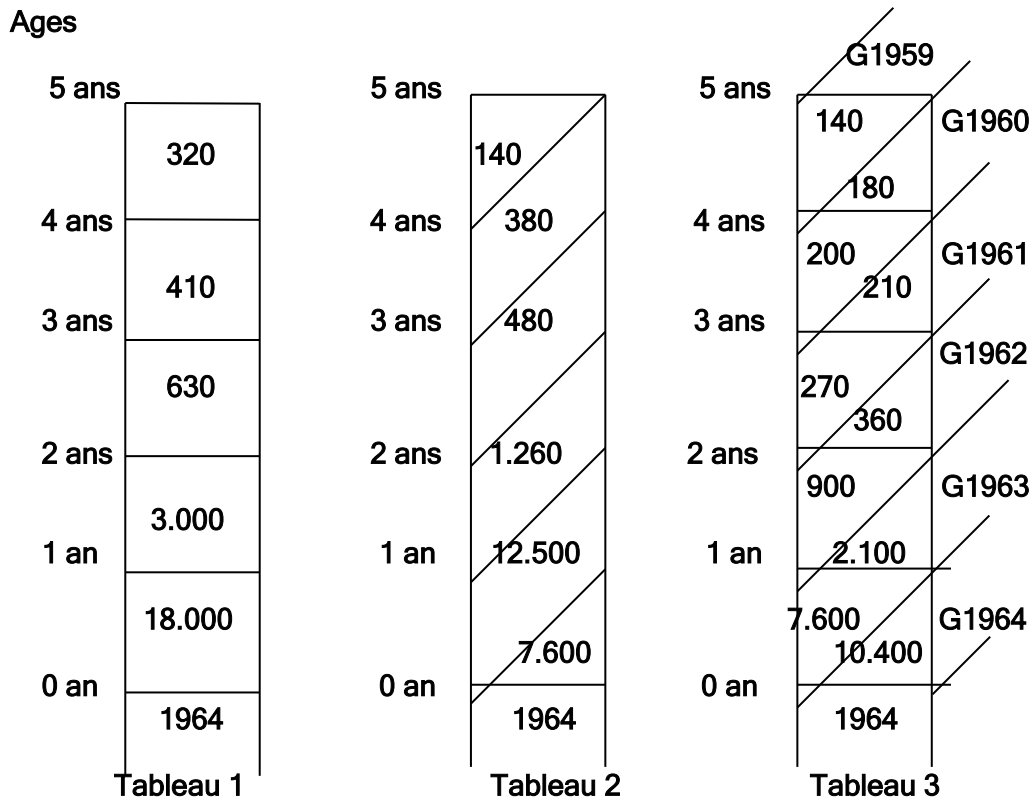 Ages
5 ans
320
4 ans
410
3 ans
630
2 ans
3.000
1 an
18.000
0 an
1964
Tableau 1
5 ans
140
4 ans
380
3 ans
480
2 ans
1.260
1 an
12.500
7.600
0 an
1964
Tableau 2
G1959
5 ans
140
G1960
180
4 ans
200
G1961
210
3 ans
G1962
270
360
2 ans
900
G1963
1 an
2.100
7.600
G1964
10.400
0 an
1964
Tableau 3